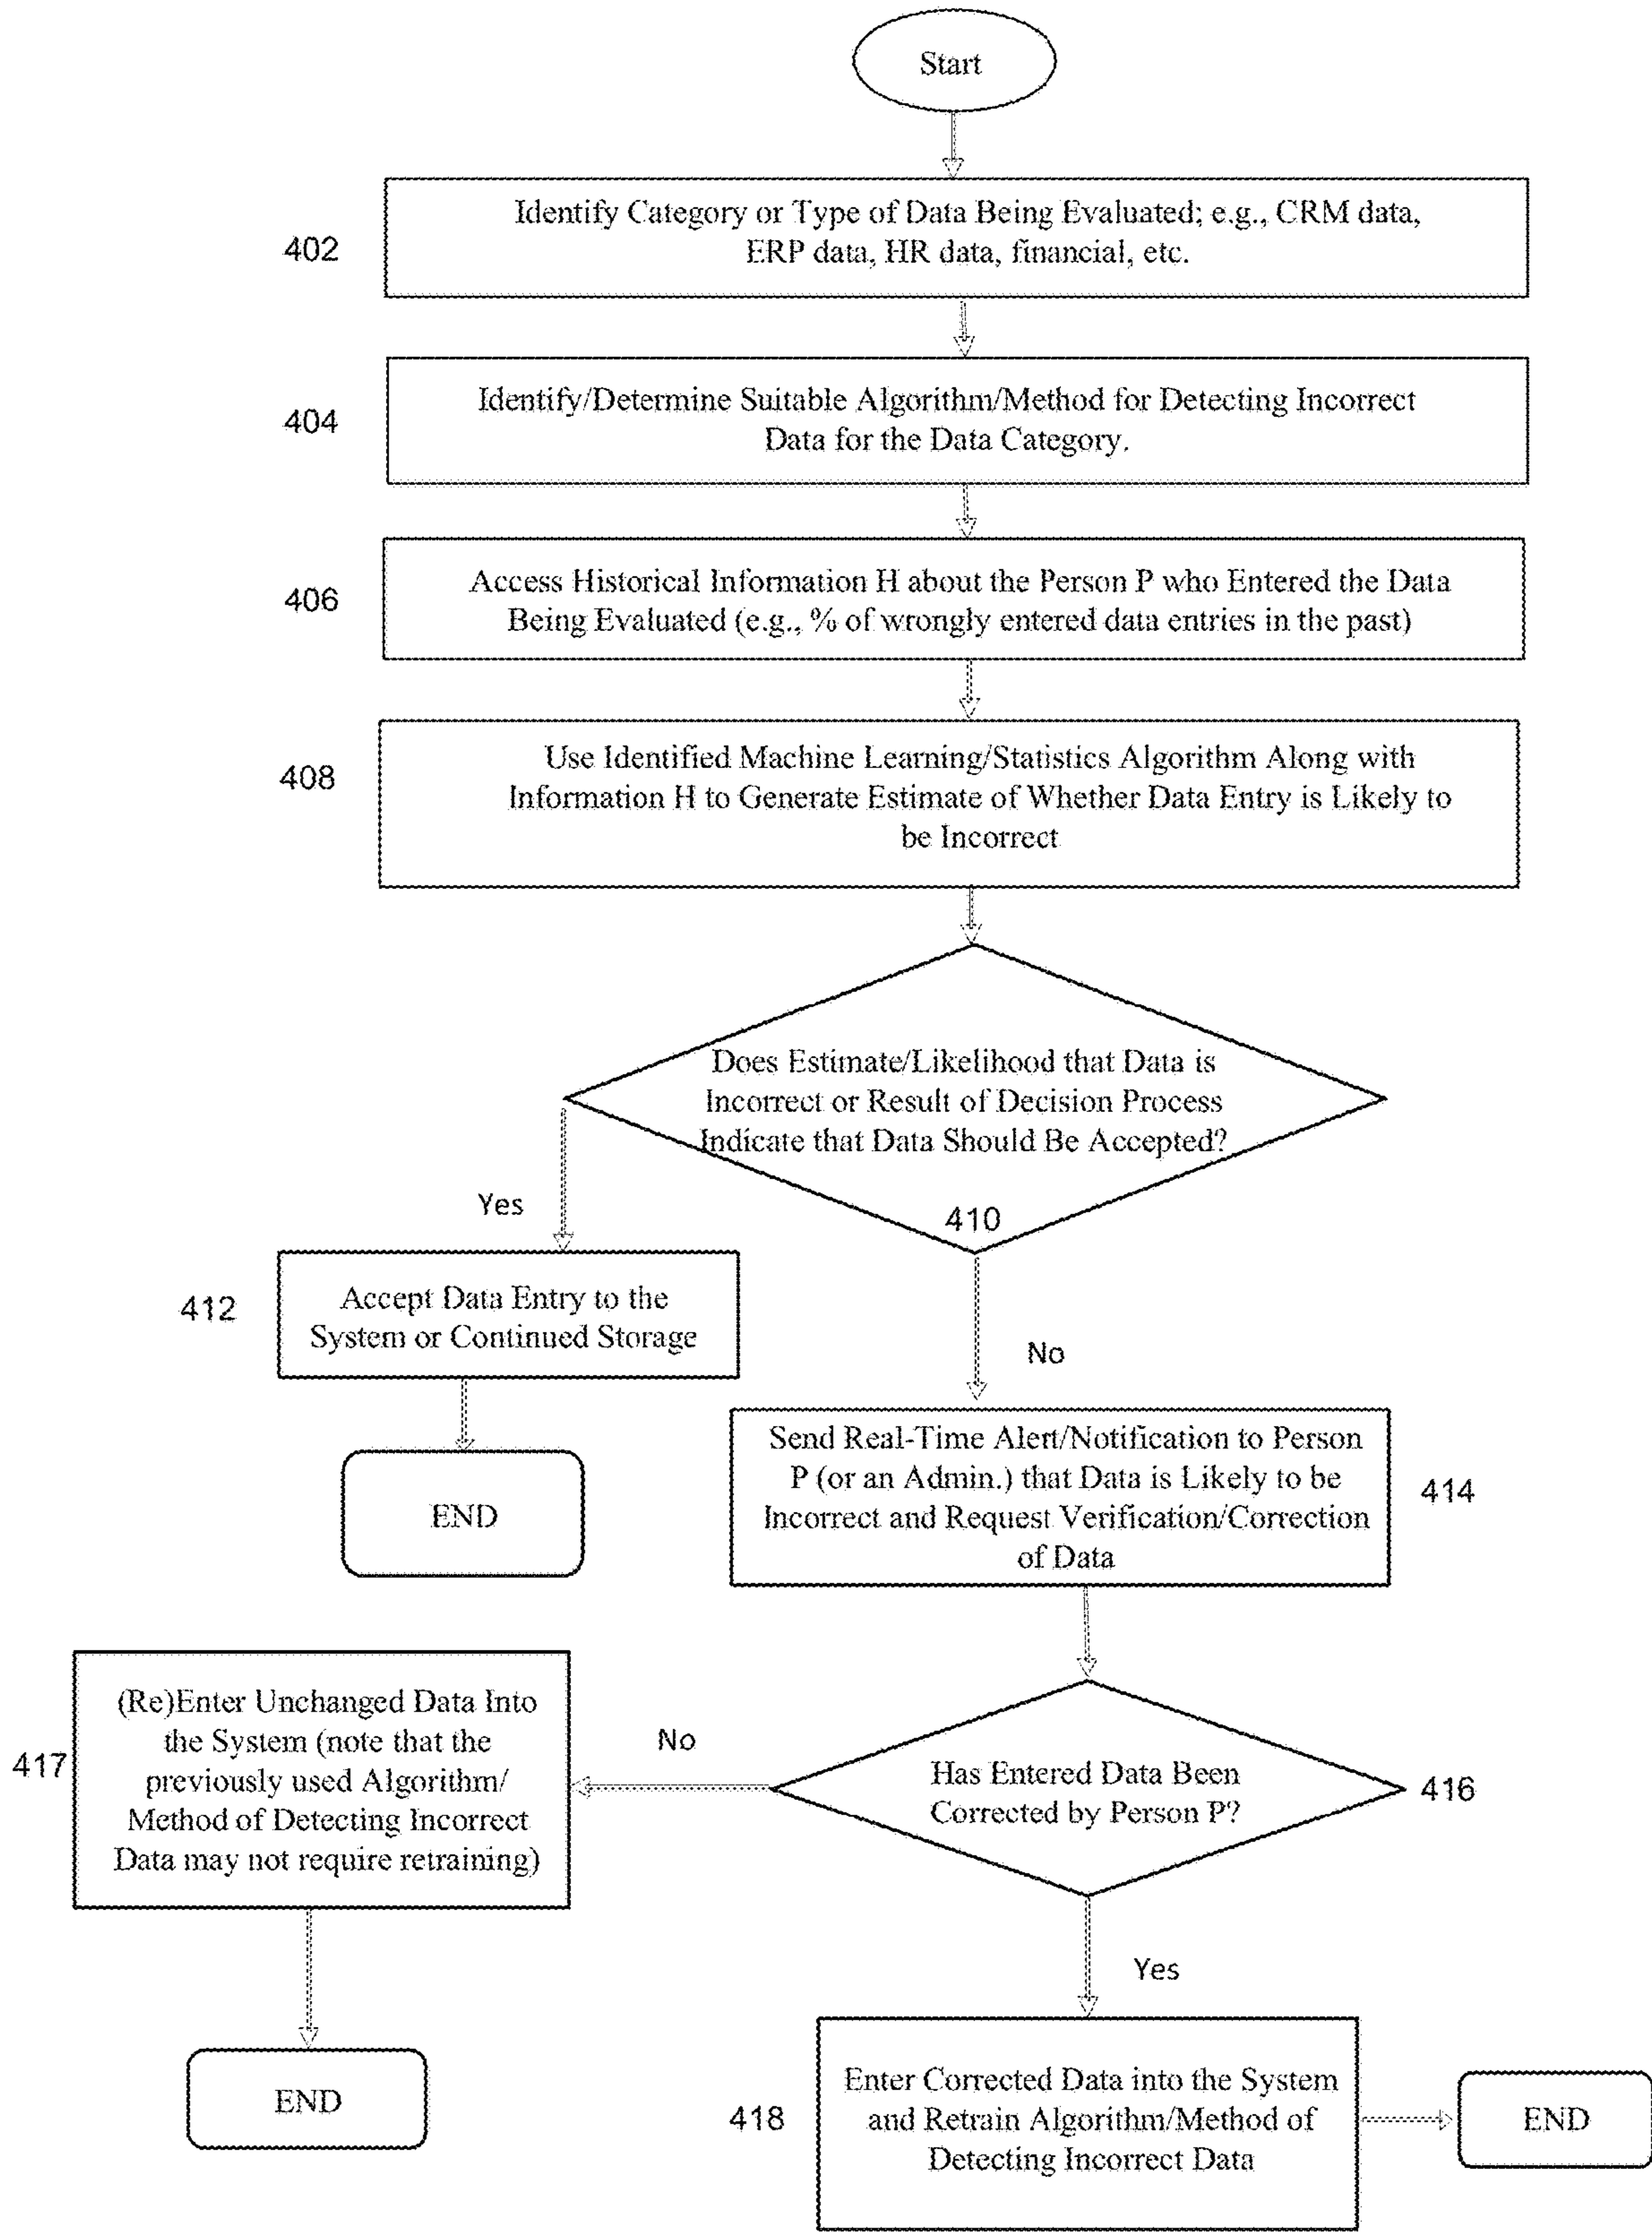 Start
402
Identify Category or Type of Data Being Evaluated; e.g., CRM data,
ERP data, HR data, financial, etc.
404
Identify/Determine Suitable Algorithm/Method for Detecting Incorrect
Data for the Data Category.
406
Access Historical Information H about the Person P who Entered the Data
Being Evaluated (e.g., % of wrongly entered data entries in the past)
408
Use Identified Machine Learning/Statistics Algorithm Along with
Information H to Generate Estimate of Whether Data Entry is Likely to
be Incorrect
Does Estimate/Likelihood that Data is
Incorrect or Result of Decision Process
Indicate that Data Should Be Accepted?
410
Yes
412
Accept Data Entry to the
System or Continued Storage
END
No
Send Real-Time Alert/Notification to Person
P (or an Admin.) that Data is Likely to be
Incorrect and Request Verification/Correction
of Data
414
Has Entered Data Been
Corrected by Person P?
416
No
417
(Re)Enter Unchanged Data Into
the System (note that the
previously used Algorithm/
Method of Detecting Incorrect
Data may not require retraining)
END
Yes
418
Enter Corrected Data into the System
and Retrain Algorithm/Method of
Detecting Incorrect Data
END